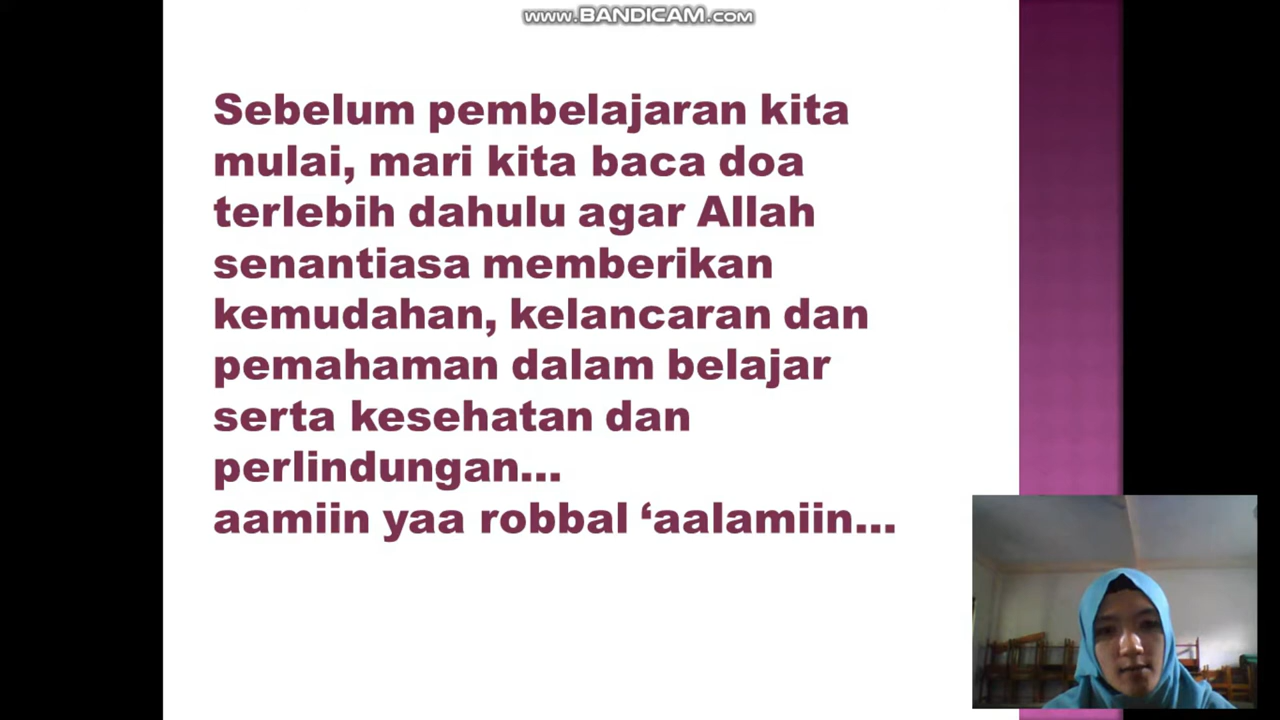 www.BANDICAM.com
Sebelum pembelajaran kita
mulai, mari kita baca doa
terlebih dahulu agar Allah
senantiasa memberikan
kemudahan, kelancaran dan
pemahaman dalam belajar
serta kesehatan dan
perlindungan...
aamiin yaa robbal ‘aalamiin...